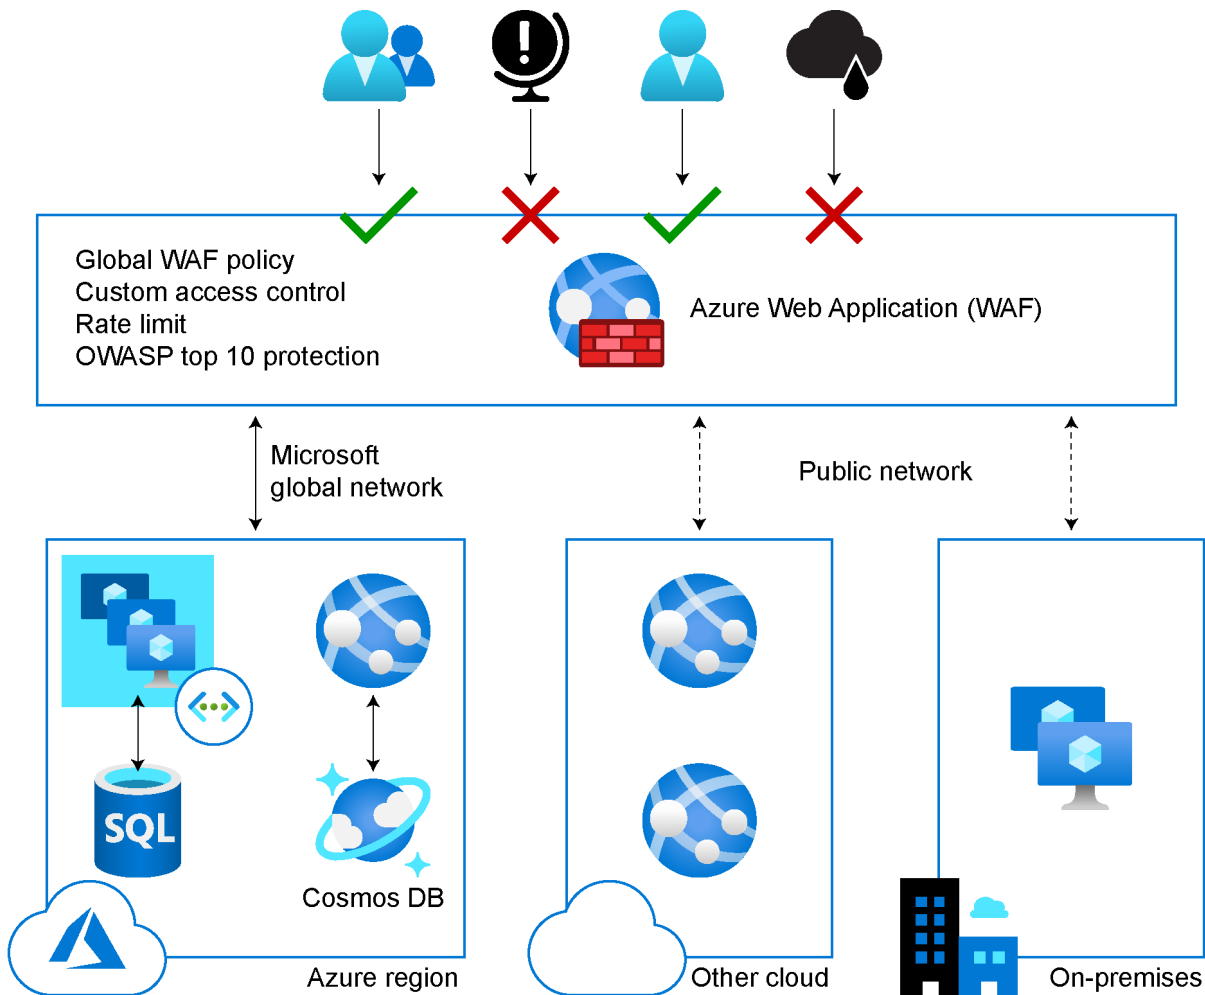 Global WAF policy
Custom access control
Rate limit
OWASP top 10 protection
Azure Web Application (WAF)
Microsoft
global network
Public network
SQL
Cosmos DB
Azure region
Other cloud
On-premises